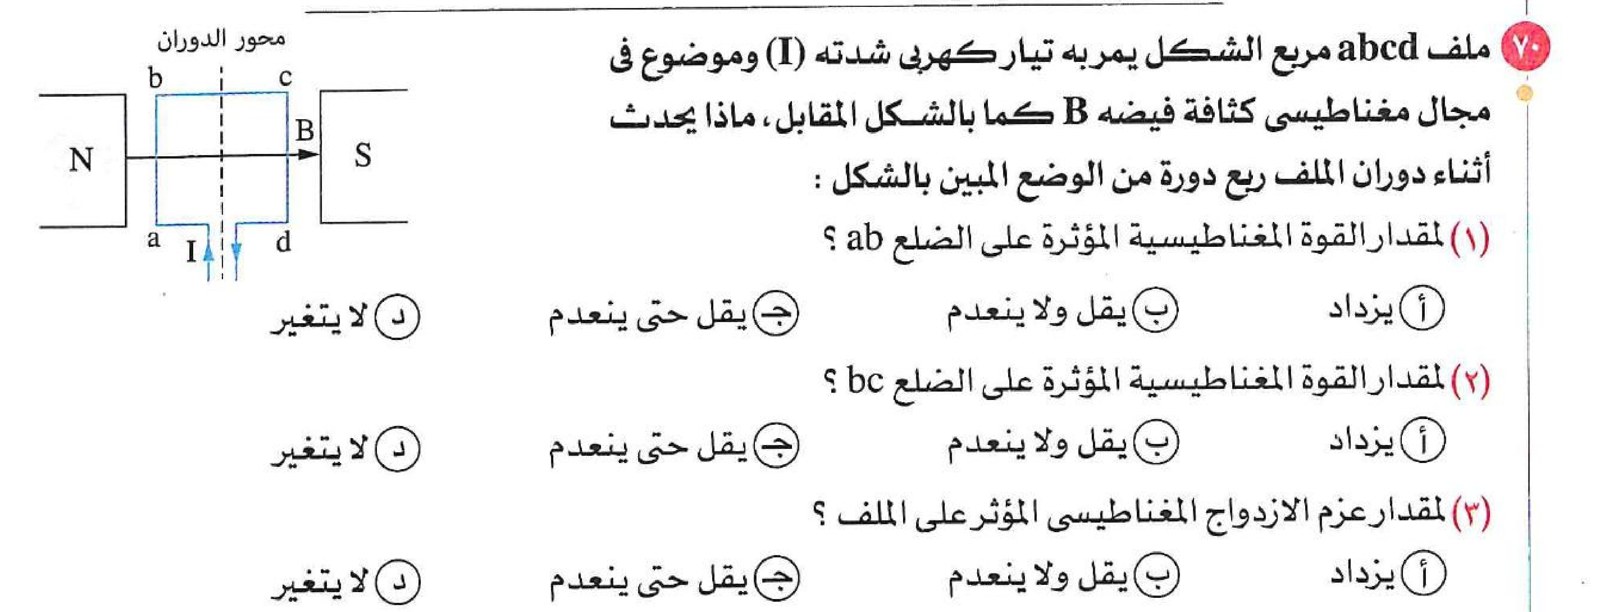 ٧٠ ملف abcd مربع الشكل يمر به تيار كهربى شدته (I) وموضوع فى
مجال مغناطيسى كثافة فيضه B كما بالشكل المقابل، ماذا يحدث
أثناء دوران الملف ربع دورة من الوضع المبين بالشكل :
محور الدوران
b c
B
N S
a I d
(١) لمقدار القوة المغناطيسية المؤثرة على الضلع ab ؟
أ يزداد ب يقل ولا ينعدم ج يقل حتى ينعدم د لا يتغير
(٢) لمقدار القوة المغناطيسية المؤثرة على الضلع bc ؟
أ يزداد ب يقل ولا ينعدم ج يقل حتى ينعدم د لا يتغير
(٣) لمقدار عزم الازدواج المغناطيسى المؤثر على الملف ؟
أ يزداد ب يقل ولا ينعدم ج يقل حتى ينعدم د لا يتغير